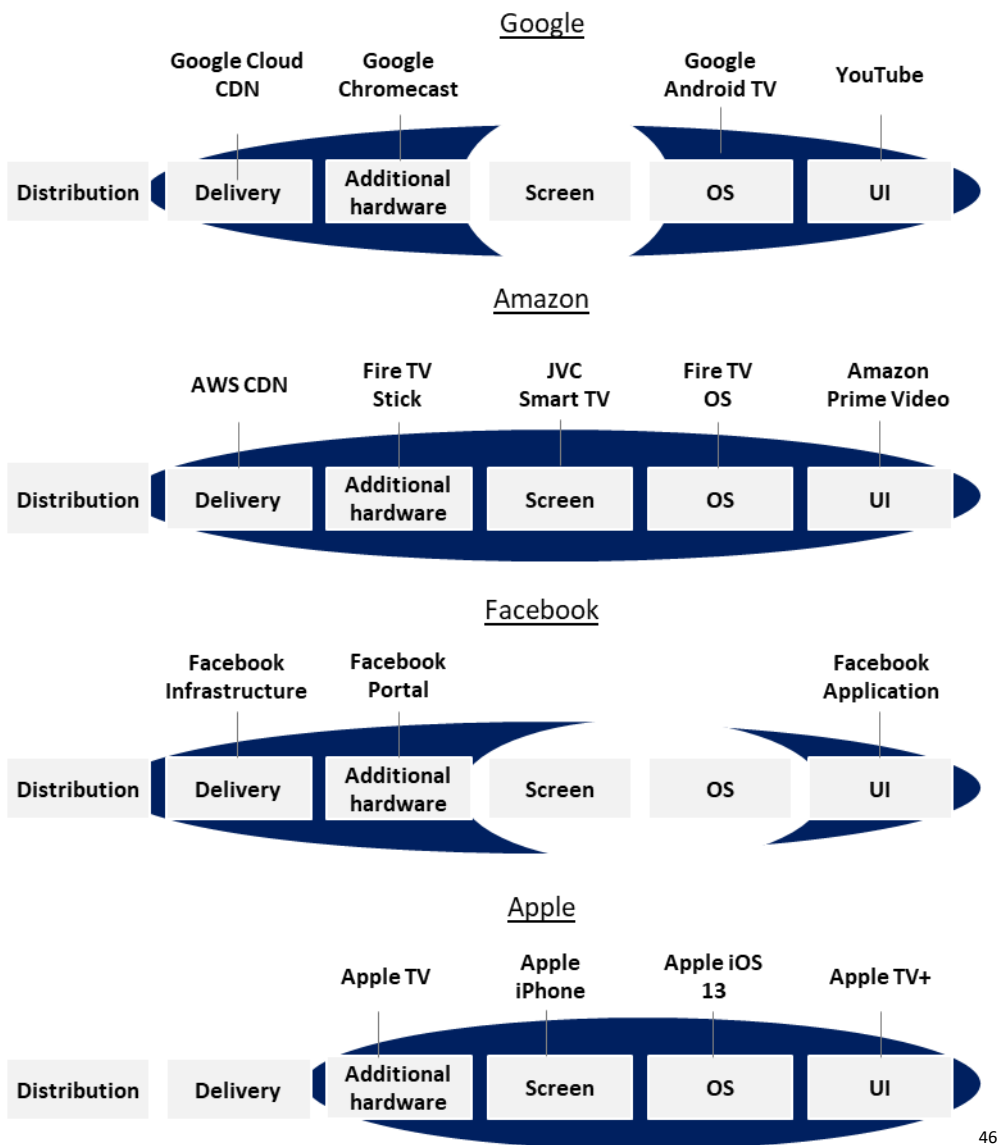 Google
Google Cloud
CDN
Google
Chromecast
Google
Android TV
YouTube
Distribution
Delivery
Additional
hardware
Screen
OS
UI
Amazon
AWS CDN
Fire TV
Stick
JVC
Smart TV
Fire TV
OS
Amazon
Prime Video
Distribution
Delivery
Additional
hardware
Screen
OS
UI
Facebook
Facebook
Infrastructure
Facebook
Portal
Facebook
Application
Distribution
Delivery
Additional
hardware
Screen
OS
UI
Apple
Apple TV
Apple
iPhone
Apple iOS
13
Apple TV+
Distribution
Delivery
Additional
hardware
Screen
OS
UI
46